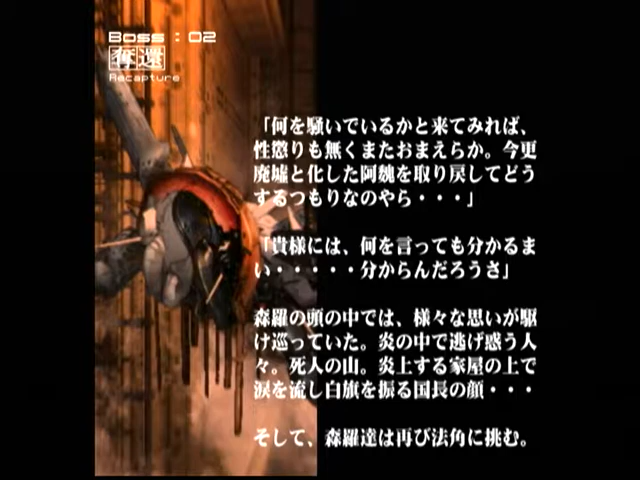 Boss : 02
奪還
Recapture
「何を騒いでいるかと来てみれば、
性懲りも無くまたおまえらか。今更
廃墟と化した阿魏を取り戻してどう
するつもりなのやら・・・」
「貴様には、何を言っても分かるま
い・・・・・分からんだろうさ」
森羅の頭の中では、様々な思いが駆
け巡っていた。炎の中で逃げ惑う人
々。死人の山。炎上する家屋の上で
涙を流し白旗を振る国長の顔・・・
そして、森羅達は再び法角に挑む。